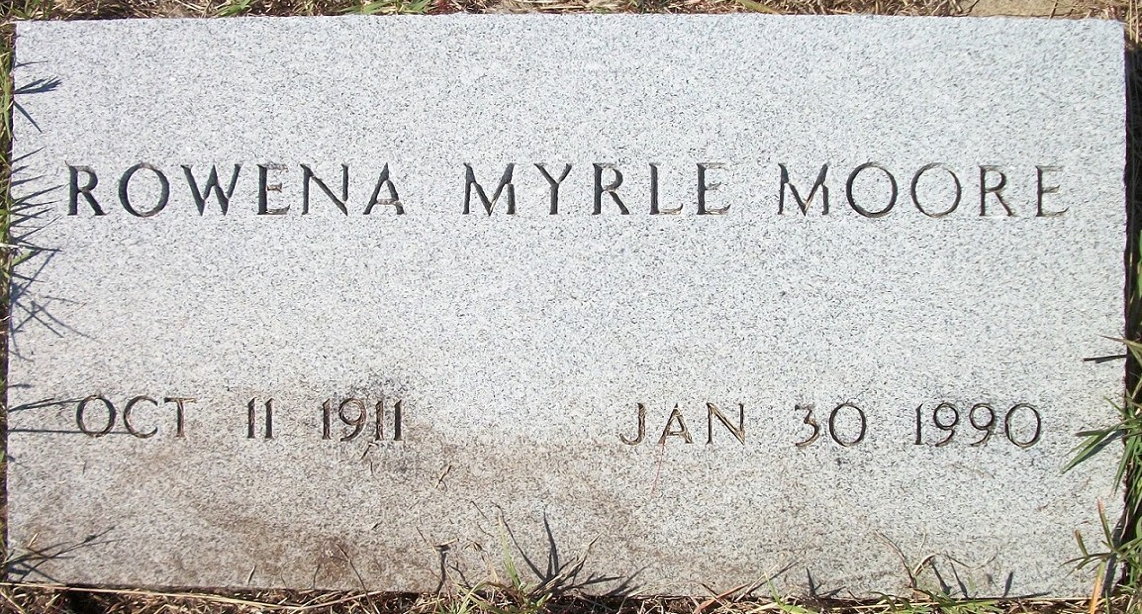 ROWENA MYRLE MOORE
OCT 11 1911 JAN 30 1990